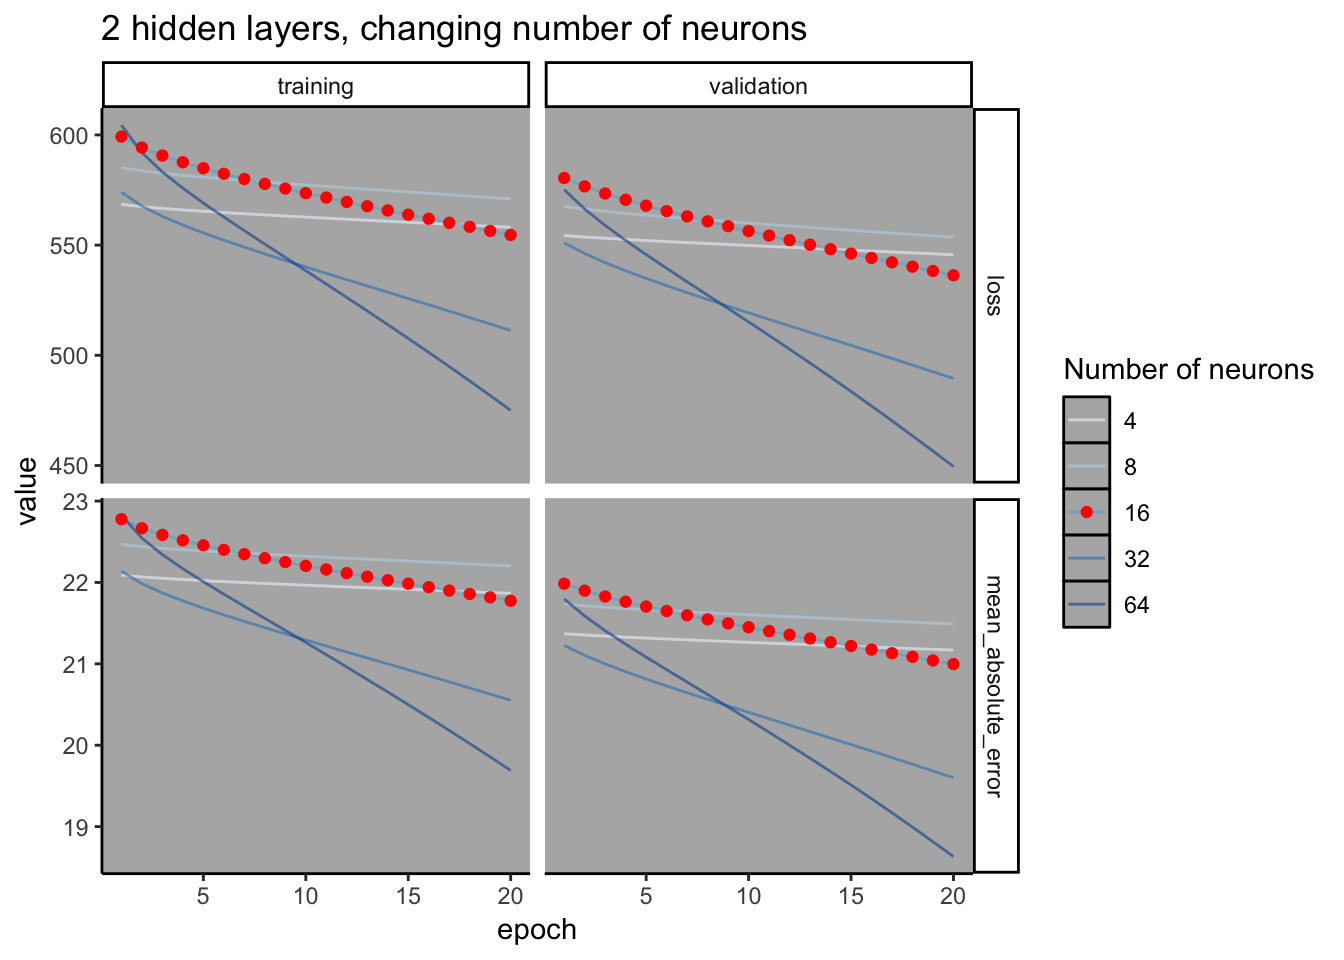 2 hidden layers, changing number of neurons
training
validation
600
550
500
450
loss
value
23
22
21
20
19
mean_absolute_error
5
10
15
20
5
10
15
20
epoch
Number of neurons
4
8
16
32
64